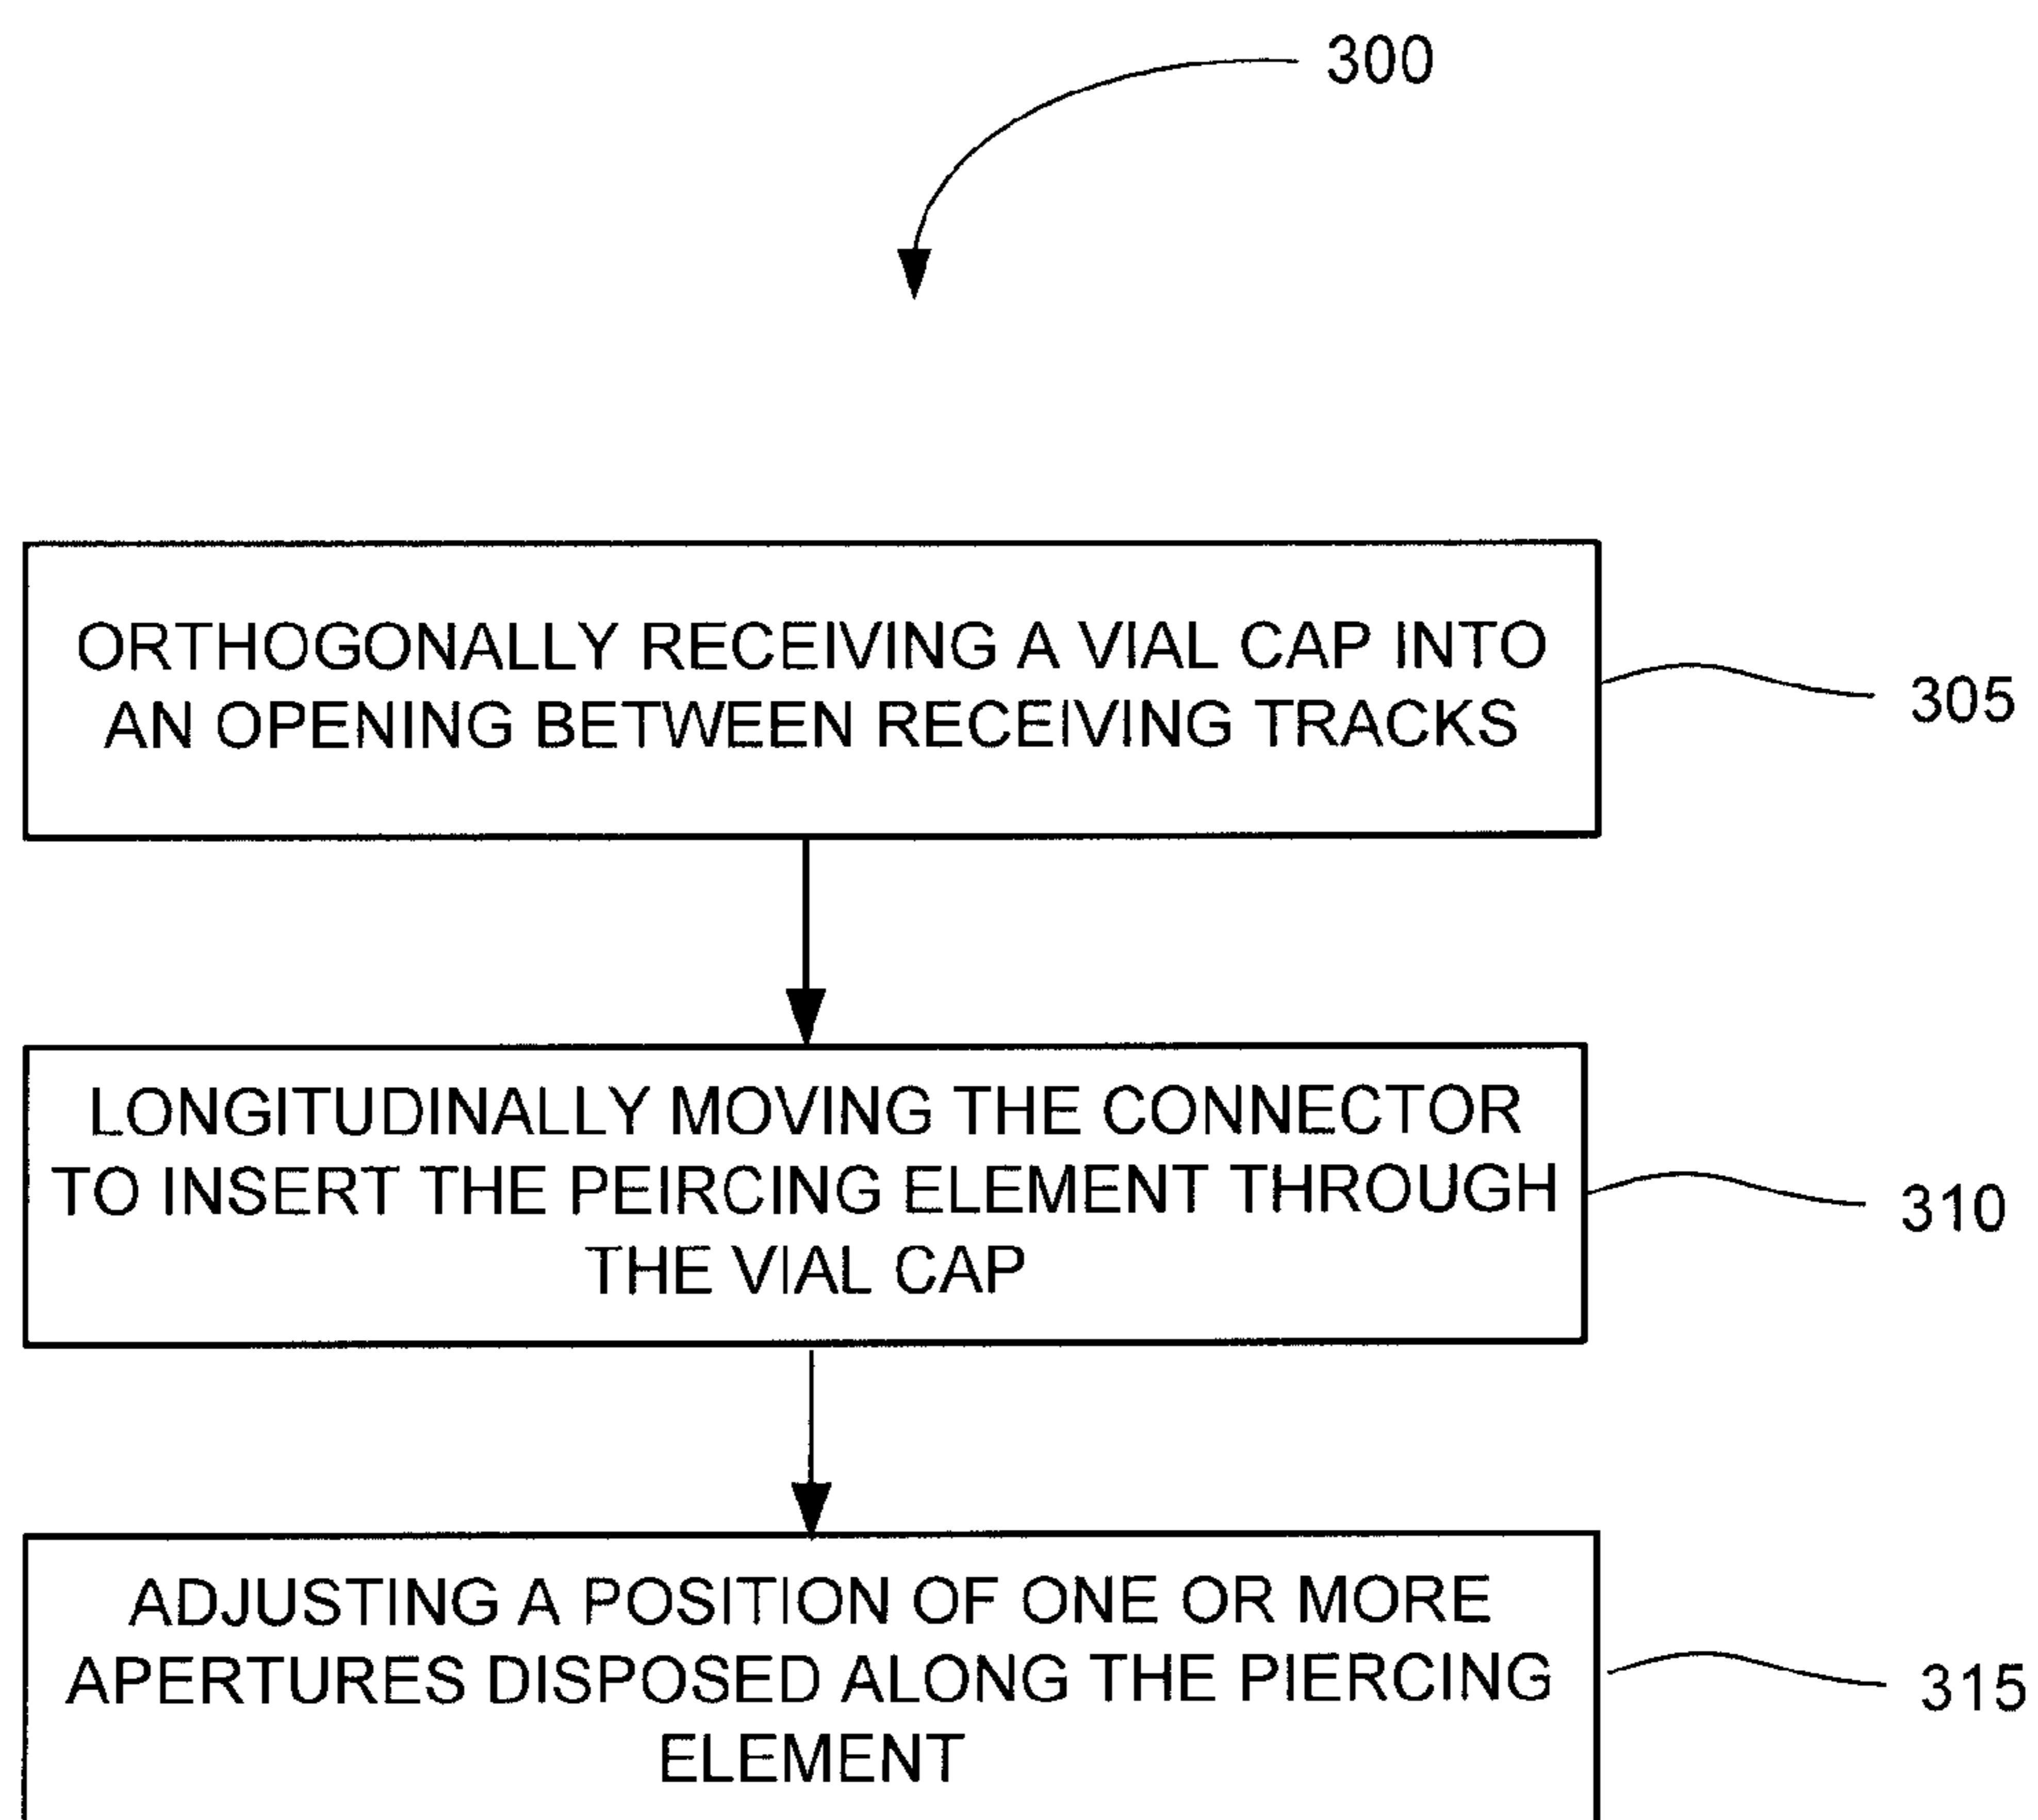 300
ORTHOGONALLY RECEIVING A VIAL CAP INTO
AN OPENING BETWEEN RECEIVING TRACKS
305
LONGITUDINALLY MOVING THE CONNECTOR
TO INSERT THE PEIRCING ELEMENT THROUGH
THE VIAL CAP
310
ADJUSTING A POSITION OF ONE OR MORE
APERTURES DISPOSED ALONG THE PIERCING
ELEMENT
315